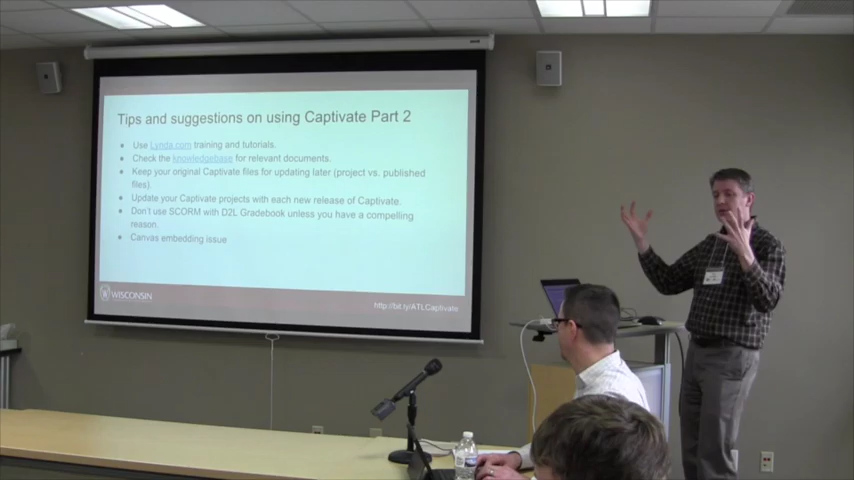 Tips and suggestions on using Captivate Part 2
● Use Lynda.com training and tutorials.
● Check the knowledgebase for relevant documents.
● Keep your original Captivate files for updating later (project vs. published
files).
● Update your Captivate projects with each new release of Captivate.
● Don't use SCORM with D2L Gradebook unless you have a compelling
reason.
● Canvas embedding issue
WISCONSIN
http://bit.ly/ATLCaptivate